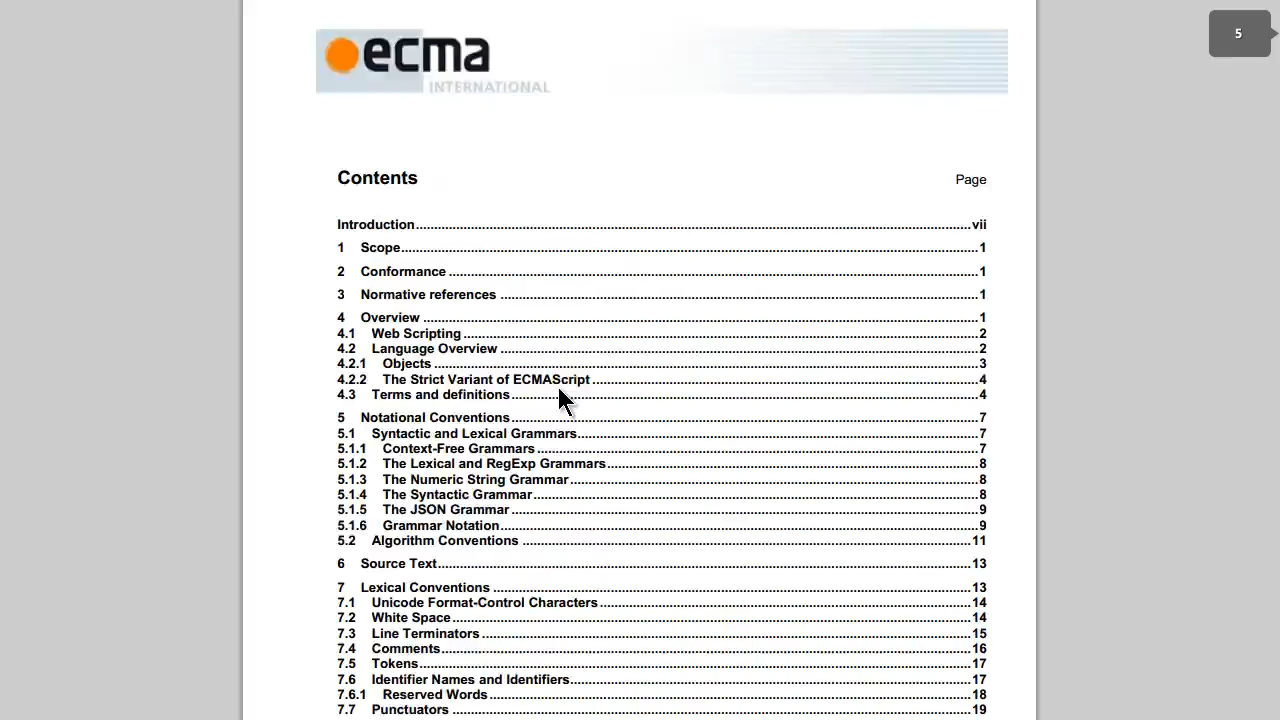 5
ecma
INTERNATIONAL
Contents Page
Introduction....................................................................................................vii
1 Scope....................................................................................................1
2 Conformance....................................................................................................1
3 Normative references....................................................................................................1
4 Overview....................................................................................................1
4.1 Web Scripting....................................................................................................2
4.2 Language Overview....................................................................................................2
4.2.1 Objects....................................................................................................3
4.2.2 The Strict Variant of ECMAScript....................................................................................................4
4.3 Terms and definitions....................................................................................................4
5 Notational Conventions....................................................................................................7
5.1 Syntactic and Lexical Grammars....................................................................................................7
5.1.1 Context-Free Grammars....................................................................................................7
5.1.2 The Lexical and RegExp Grammars....................................................................................................8
5.1.3 The Numeric String Grammar....................................................................................................8
5.1.4 The Syntactic Grammar....................................................................................................8
5.1.5 The JSON Grammar....................................................................................................9
5.1.6 Grammar Notation....................................................................................................9
5.2 Algorithm Conventions....................................................................................................11
6 Source Text....................................................................................................13
7 Lexical Conventions....................................................................................................13
7.1 Unicode Format-Control Characters....................................................................................................14
7.2 White Space....................................................................................................14
7.3 Line Terminators....................................................................................................15
7.4 Comments....................................................................................................16
7.5 Tokens....................................................................................................17
7.6 Identifier Names and Identifiers....................................................................................................17
7.6.1 Reserved Words....................................................................................................18
7.7 Punctuators....................................................................................................19